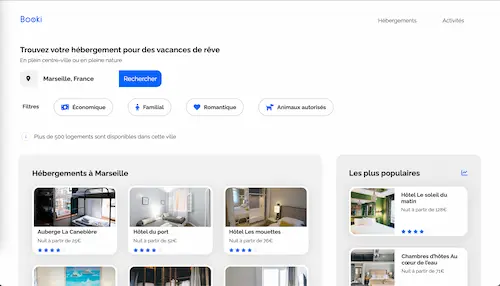 Booki
Hébergements
Activités
Trouvez votre hébergement pour des vacances de rêve
En plein centre-ville ou en pleine nature
Marseille, France
Rechercher
Filtres
Économique
Familial
Romantique
Animaux autorisés
Plus de 500 logements sont disponibles dans cette ville
Hébergements à Marseille
Auberge La Canebière
Nuit à partir de 25€
Hôtel du port
Nuit à partir de 52€
Hôtel Les mouettes
Nuit à partir de 76€
Les plus populaires
Hôtel Le soleil du
matin
Nuit à partir de 128€
Chambres d'hôtes Au
cœur de l'eau
Nuit à partir de 71€